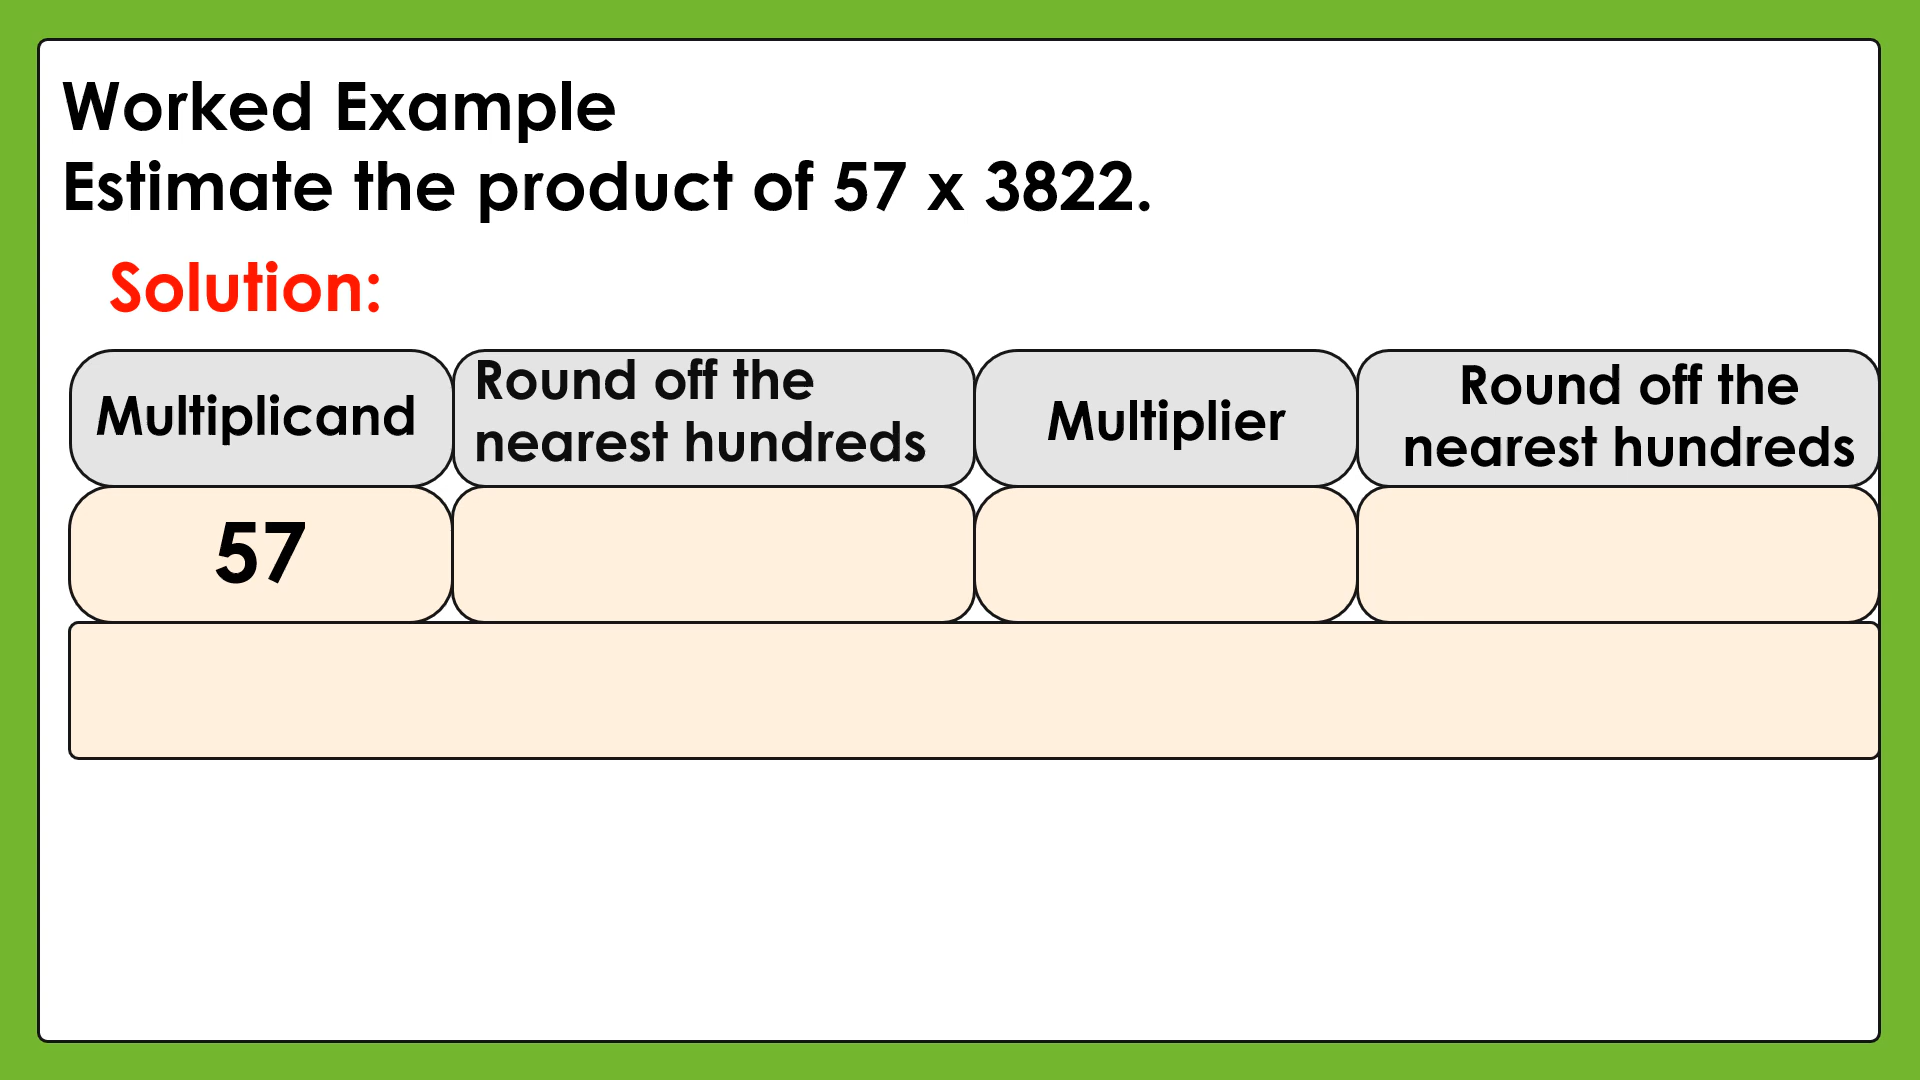 Worked Example
Estimate the product of 57 x 3822.
Solution:
Multiplicand
Round off the
nearest hundreds
Multiplier
Round off the
nearest hundreds
57